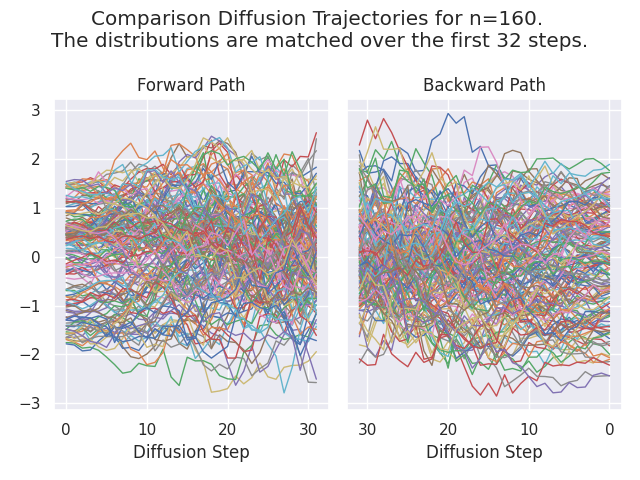 Comparison Diffusion Trajectories for n=160.
The distributions are matched over the first 32 steps.
Forward Path
Backward Path
3
2
1
0
−1
−2
−3
0 10 20 30
30 20 10 0
Diffusion Step
Diffusion Step